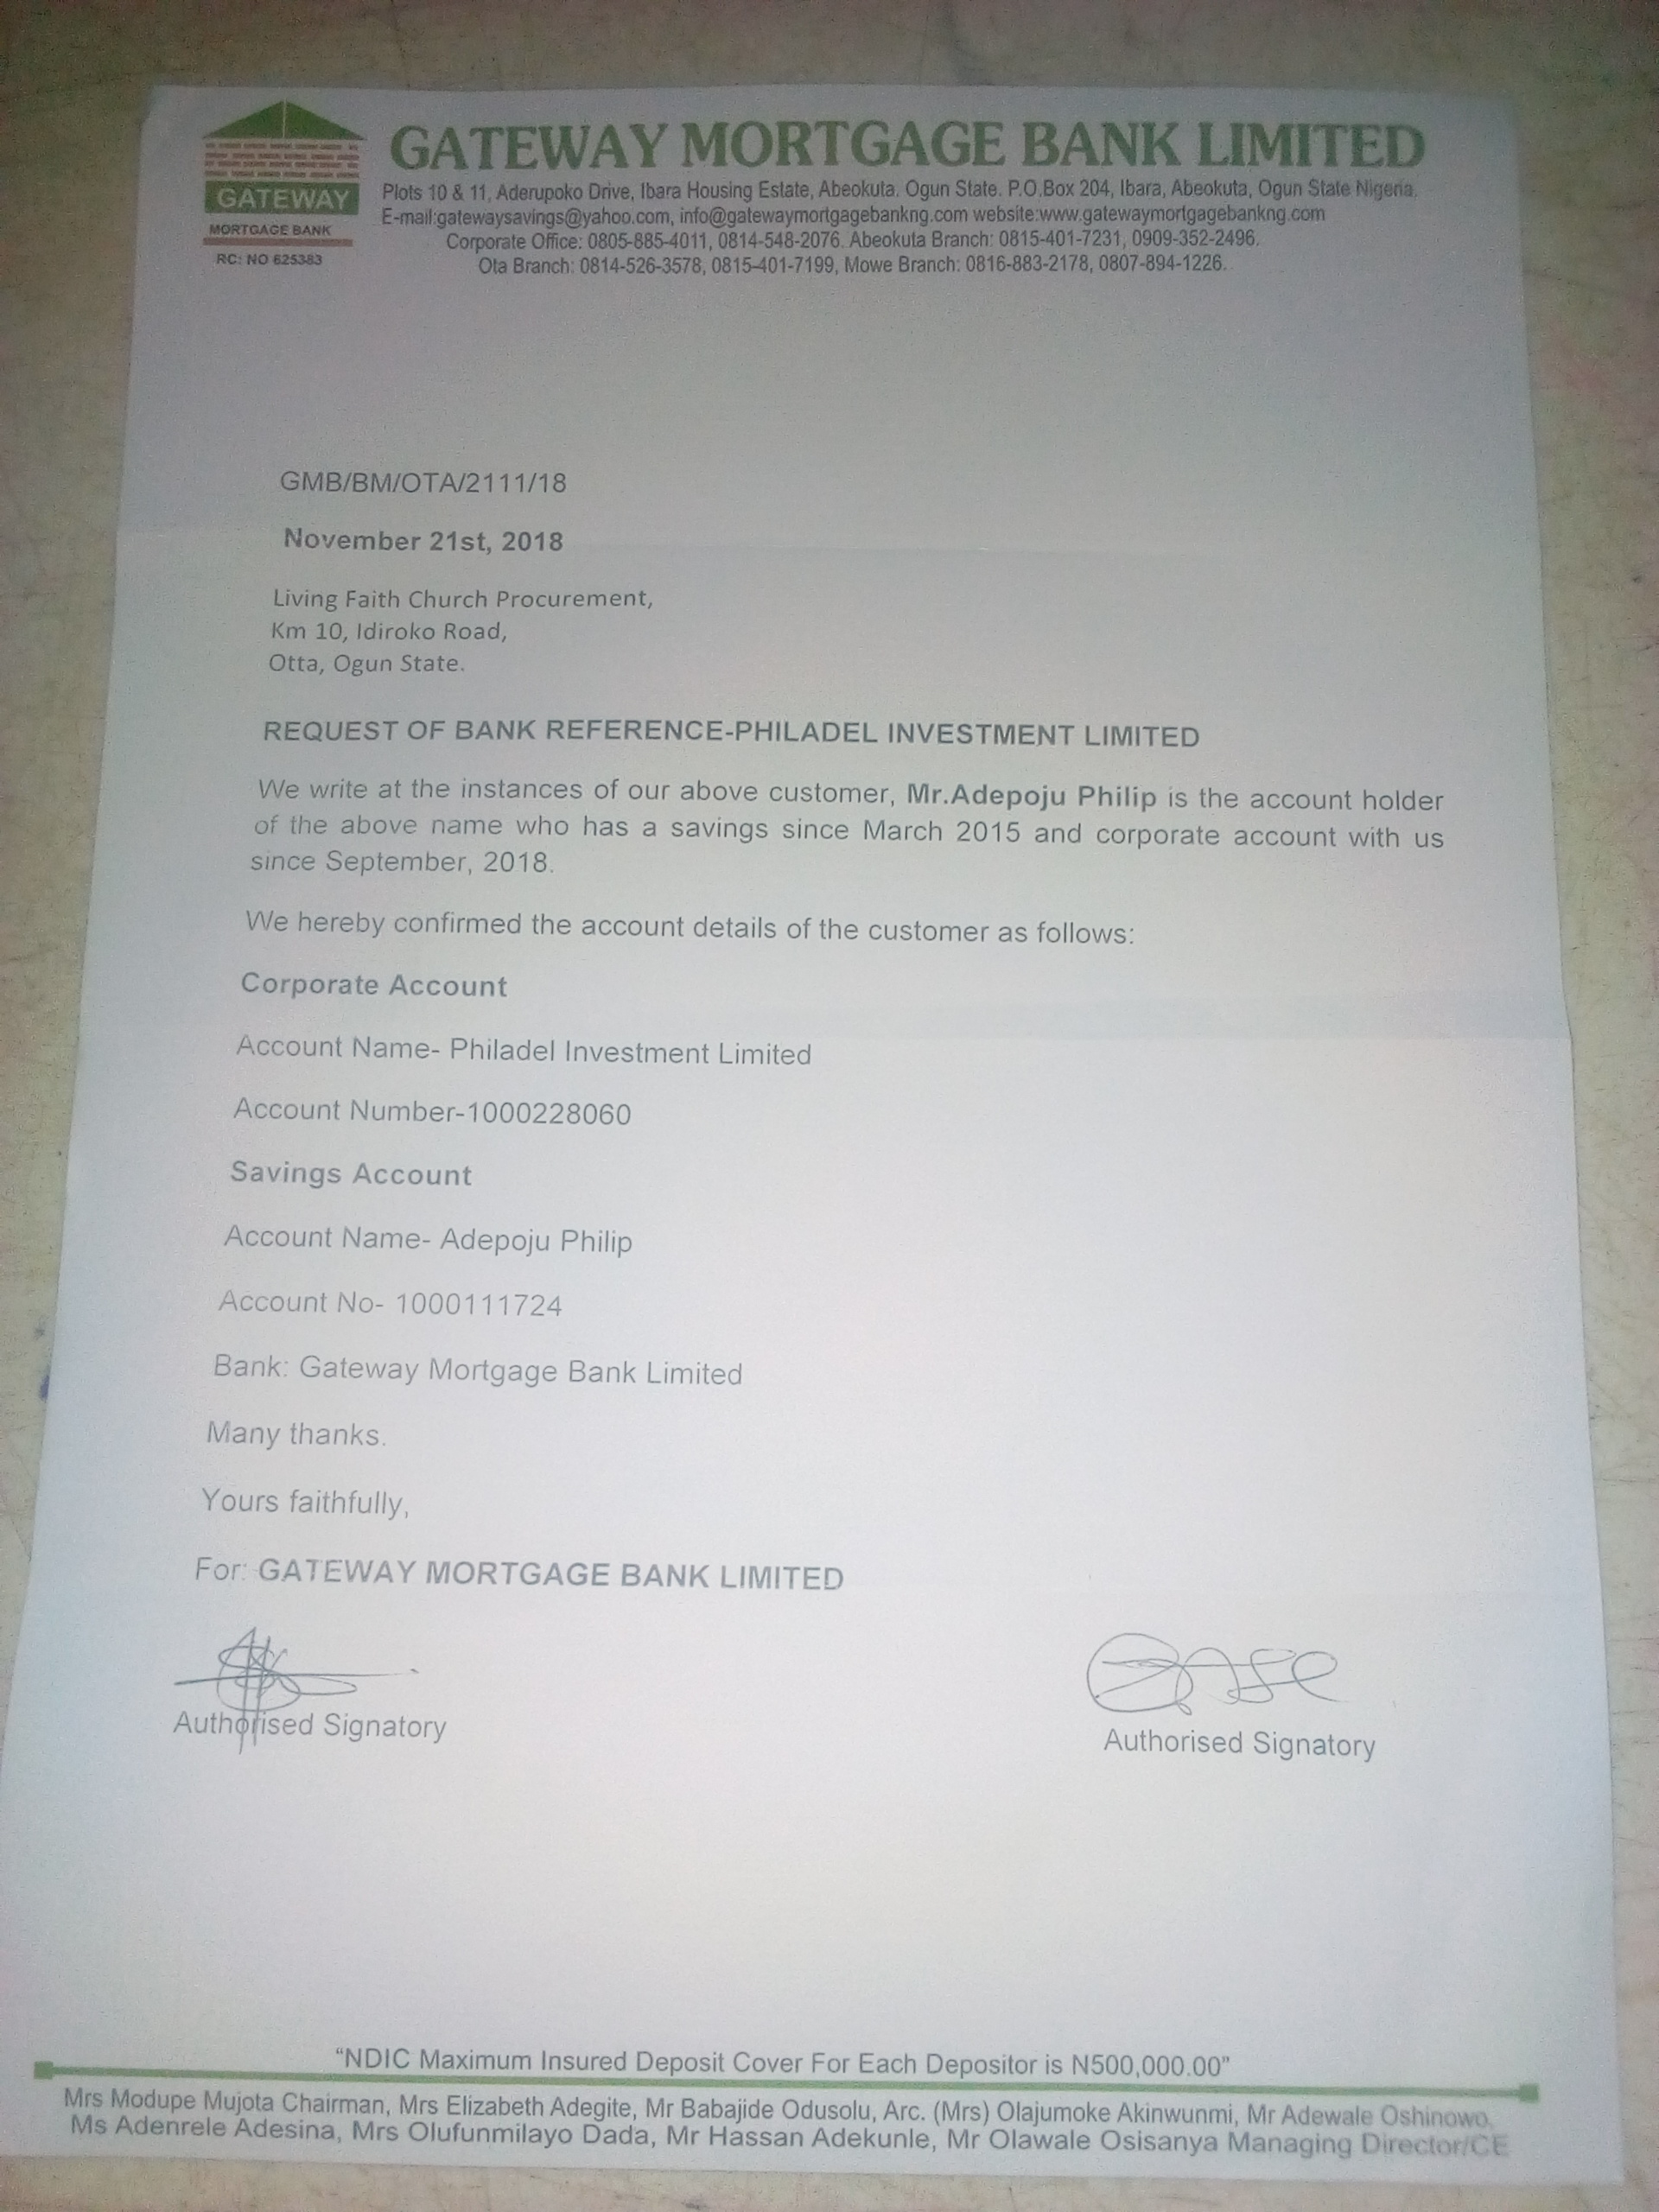 GATEWAY
MORTGAGE BANK
RC: NO 625383
GATEWAY MORTGAGE BANK LIMITED
Plots 10 & 11, Aderupoko Drive, Ibara Housing Estate, Abeokuta. Ogun State. P.O.Box 204, Ibara, Abeokuta, Ogun State Nigeria.
E-mail:gatewaysavings@yahoo.com, info@gatewaymortgagebankng.com website:www.gatewaymortgagebankng.com
Corporate Office: 0805-885-4011, 0814-548-2076. Abeokuta Branch: 0815-401-7231, 0909-352-2496.
Ota Branch: 0814-526-3578, 0815-401-7199, Mowe Branch: 0816-883-2178, 0807-894-1226.
GMB/BM/OTA/2111/18
November 21st, 2018
Living Faith Church Procurement,
Km 10, Idiroko Road,
Otta, Ogun State.
REQUEST OF BANK REFERENCE-PHILADEL INVESTMENT LIMITED
We write at the instances of our above customer, Mr.Adepoju Philip is the account holder
of the above name who has a savings since March 2015 and corporate account with us
since September, 2018.
We hereby confirmed the account details of the customer as follows:
Corporate Account
Account Name- Philadel Investment Limited
Account Number-1000228060
Savings Account
Account Name- Adepoju Philip
Account No- 1000111724
Bank: Gateway Mortgage Bank Limited
Many thanks.
Yours faithfully,
For: GATEWAY MORTGAGE BANK LIMITED
Authorised Signatory
Authorised Signatory
“NDIC Maximum Insured Deposit Cover For Each Depositor is N500,000.00”
Mrs Modupe Mujota Chairman, Mrs Elizabeth Adegite, Mr Babajide Odusolu, Arc. (Mrs) Olajumoke Akinwunmi, Mr Adewale Oshinowo,
Ms Adenrele Adesina, Mrs Olufunmilayo Dada, Mr Hassan Adekunle, Mr Olawale Osisanya Managing Director/CE